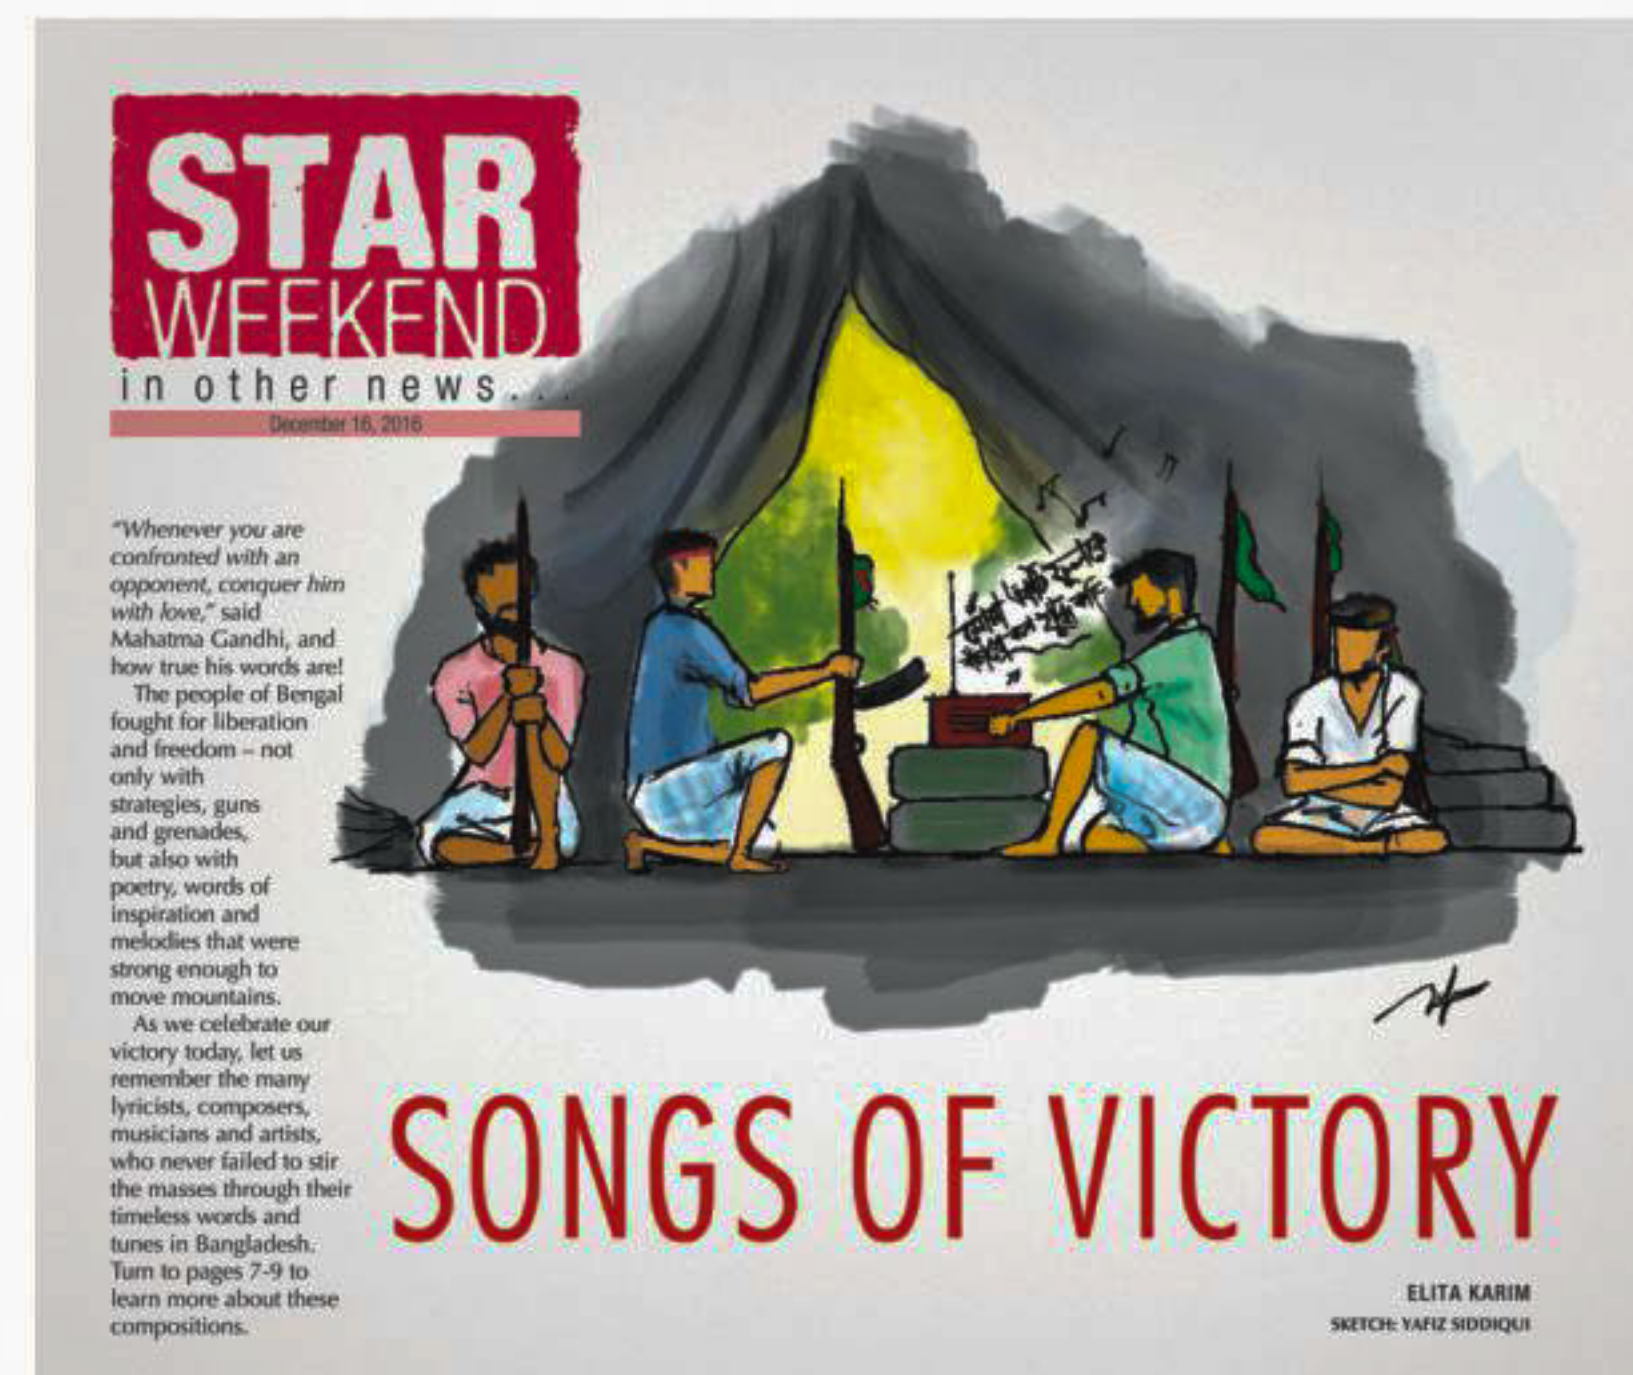 STAR
WEEKEND
in other news...
December 16, 2016
"Whenever you are
confronted with an
opponent, conquer him
with love," said
Mahatma Gandhi, and
how true his words are!
The people of Bengal
fought for liberation
and freedom – not
only with
strategies, guns
and grenades,
but also with
poetry, words of
inspiration and
melodies that were
strong enough to
move mountains.
As we celebrate our
victory today, let us
remember the many
lyricists, composers,
musicians and artists,
who never failed to stir
the masses through their
timeless words and
tunes in Bangladesh.
Turn to pages 7-9 to
learn more about these
compositions.
SONGS OF VICTORY
ELITA KARIM
SKETCH: YAFIZ SIDDIQUI